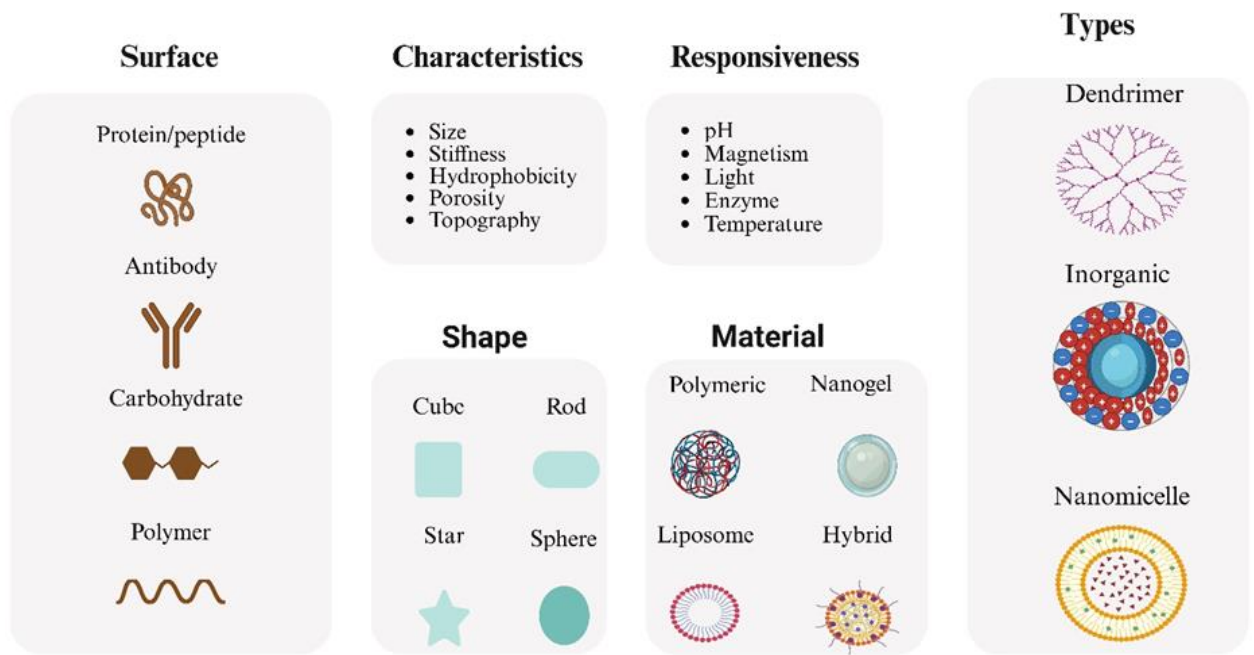 Surface
Protein/peptide
Antibody
Carbohydrate
Polymer
Characteristics
• Size
• Stiffness
• Hydrophobicity
• Porosity
• Topography
Responsiveness
• pH
• Magnetism
• Light
• Enzyme
• Temperature
Shape
Cube Rod
Star Sphere
Material
Polymeric Nanogel
Liposome Hybrid
Types
Dendrimer
Inorganic
Nanomicelle